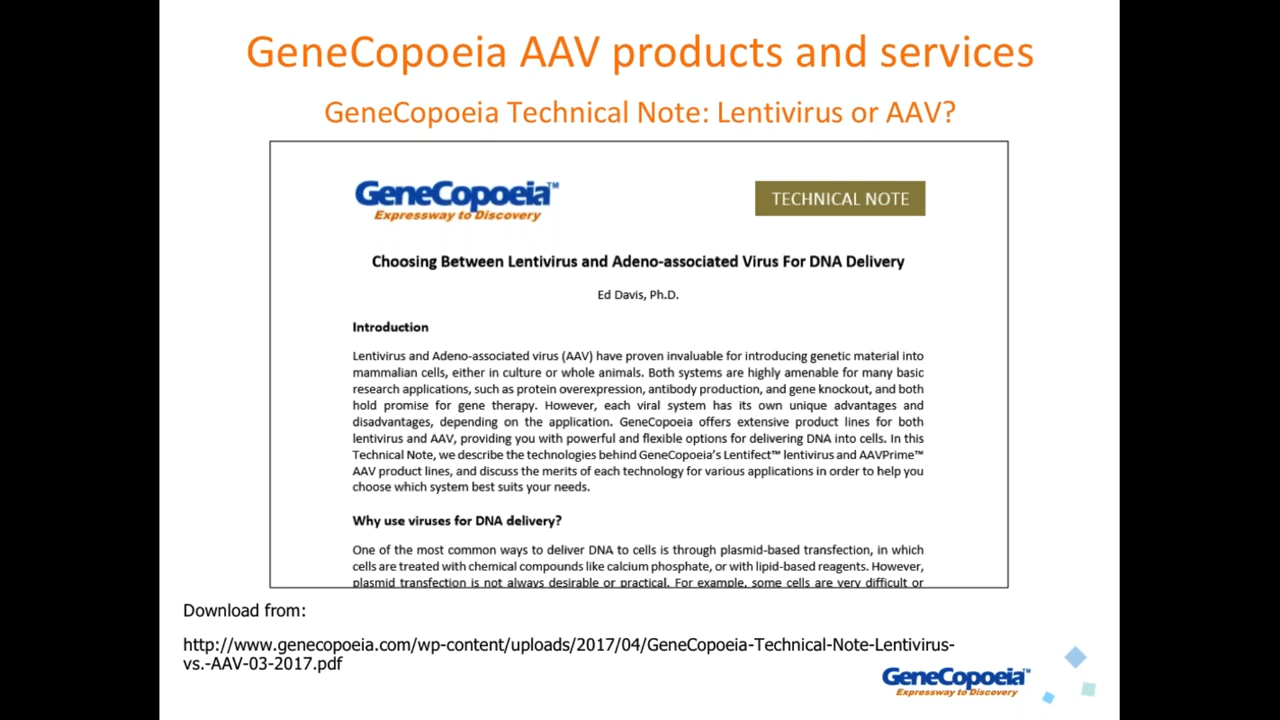 GeneCopoeia AAV products and services
GeneCopoeia Technical Note: Lentivirus or AAV?
GeneCopoeia™
Expressway to Discovery
TECHNICAL NOTE
Choosing Between Lentivirus and Adeno-associated Virus For DNA Delivery
Ed Davis, Ph.D.
Introduction
Lentivirus and Adeno-associated virus (AAV) have proven invaluable for introducing genetic material into
mammalian cells, either in culture or whole animals. Both systems are highly amenable for many basic
research applications, such as protein overexpression, antibody production, and gene knockout, and both
hold promise for gene therapy. However, each viral system has its own unique advantages and
disadvantages, depending on the application. GeneCopoeia offers extensive product lines for both
lentivirus and AAV, providing you with powerful and flexible options for delivering DNA into cells. In this
Technical Note, we describe the technologies behind GeneCopoeia's Lentifect™ lentivirus and AAVPrime™
AAV product lines, and discuss the merits of each technology for various applications in order to help you
choose which system best suits your needs.
Why use viruses for DNA delivery?
One of the most common ways to deliver DNA to cells is through plasmid-based transfection, in which
cells are treated with chemical compounds like calcium phosphate, or with lipid-based reagents. However,
plasmid transfection is not always desirable or practical. For example, some cells are very difficult or
Download from:
http://www.genecopoeia.com/wp-content/uploads/2017/04/GeneCopoeia-Technical-Note-Lentivirus-
vs.-AAV-03-2017.pdf
GeneCopoeia™
Expressway to Discovery